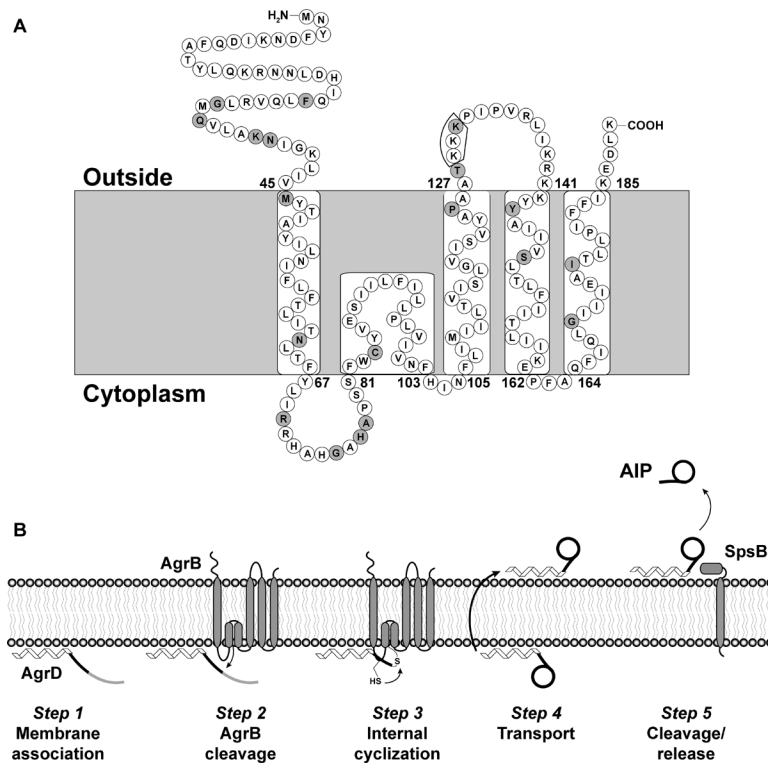 A
H₂N
M N
A F Q D I K N D F Y
T Y L Q K R N N L D H
I
M G L R V Q L F Q
Q V L A K N I G K
L
I
V
K P I P V R L I K R K
K
K
T
A
K
L
D
E
K
COOH
Outside
45
127
141
185
M Y T
I A
Y I L
N I
F L F
T L
I T
N L
T F
Y
L
I
R
R H A H G A H A P S
S
F W C
Y V E
S I I L F I
L L
P L V
I V N F
H I N
A P
Y A
V S I
V G L
S I
V T L
I I M
I L F
K Y Y
A I I
V S
L T
L F
I I T
I L
K E
P F A
I F F
I P L
L T I
A E
I I G
L Q
I F Q
Cytoplasm
67
81
103
105
162
164
B
AgrB
AgrD
HS
S
AIP
SpsB
Step 1
Membrane
association
Step 2
AgrB
cleavage
Step 3
Internal
cyclization
Step 4
Transport
Step 5
Cleavage/
release